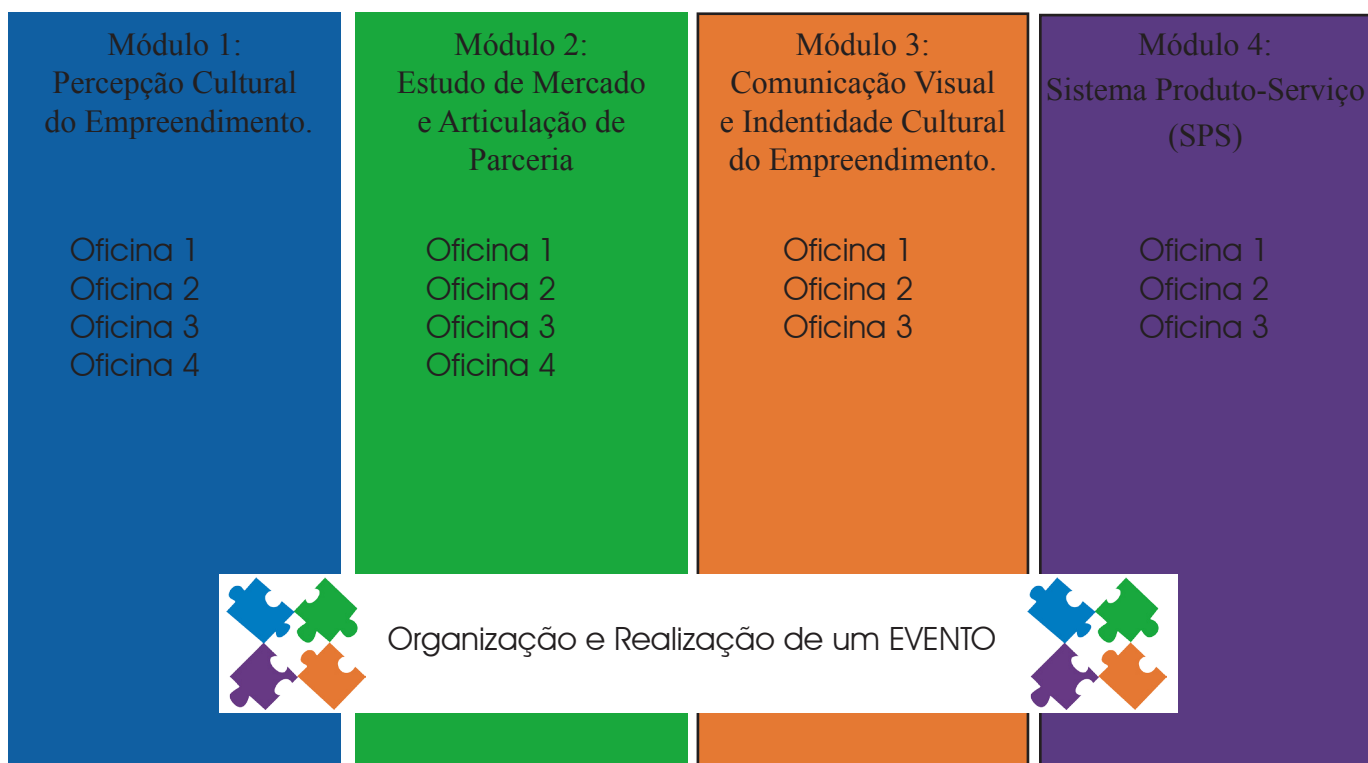 Módulo 1:
Percepção Cultural
do Empreendimento.
Oficina 1
Oficina 2
Oficina 3
Oficina 4
Módulo 2:
Estudo de Mercado
e Articulação de
Parceria
Oficina 1
Oficina 2
Oficina 3
Oficina 4
Módulo 3:
Comunicação Visual
e Indentidade Cultural
do Empreendimento.
Oficina 1
Oficina 2
Oficina 3
Módulo 4:
Sistema Produto-Serviço
(SPS)
Oficina 1
Oficina 2
Oficina 3
Organização e Realização de um EVENTO